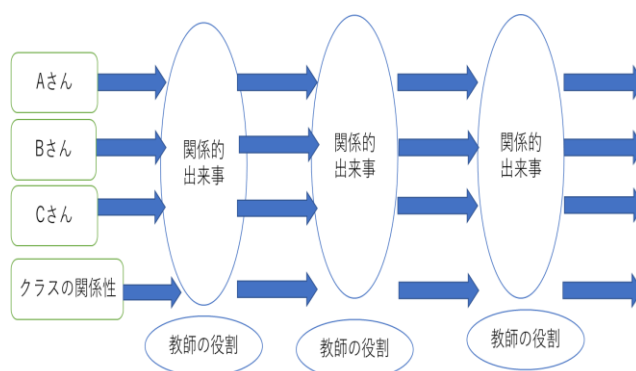 Aさん
Bさん
Cさん
クラスの関係性
関係的
出来事
関係的
出来事
関係的
出来事
教師の役割
教師の役割
教師の役割